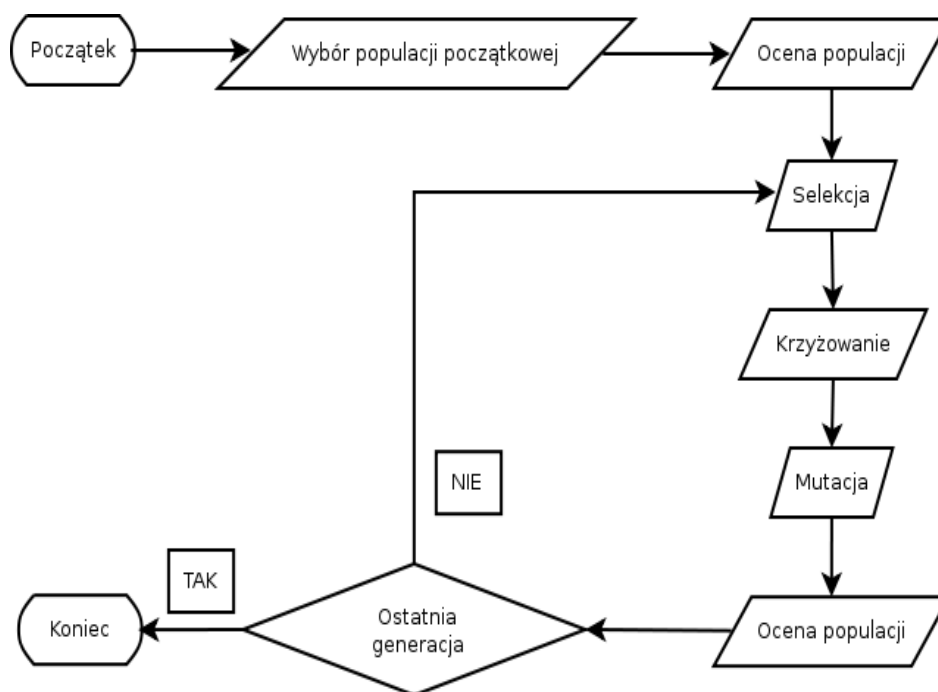 Początek
Wybór populacji początkowej
Ocena populacji
Selekcja
Krzyżowanie
NIE
Mutacja
TAK
Koniec
Ostatnia
generacja
Ocena populacji